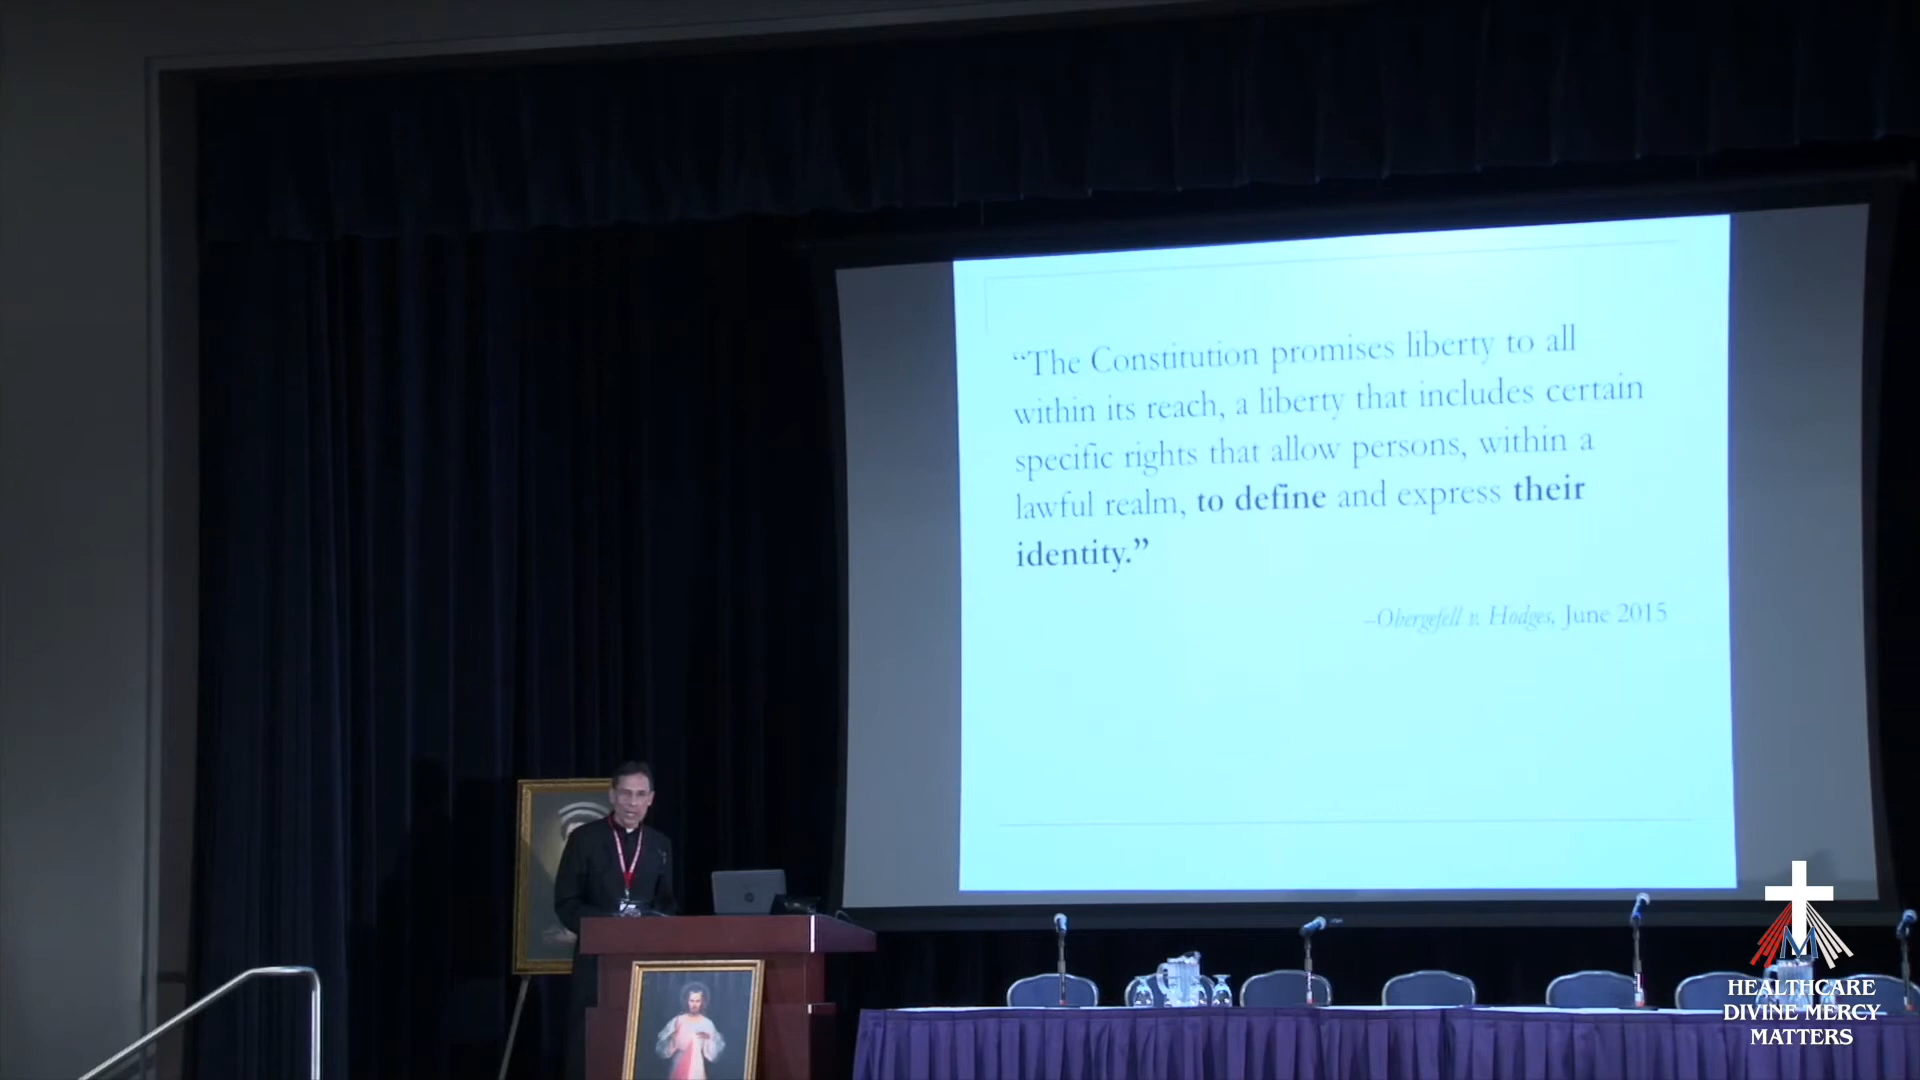 “The Constitution promises liberty to all
within its reach, a liberty that includes certain
specific rights that allow persons, within a
lawful realm, to define and express their
identity.”
–Obergefell v. Hodges, June 2015
HEALTHCARE
DIVINE MERCY
MATTERS